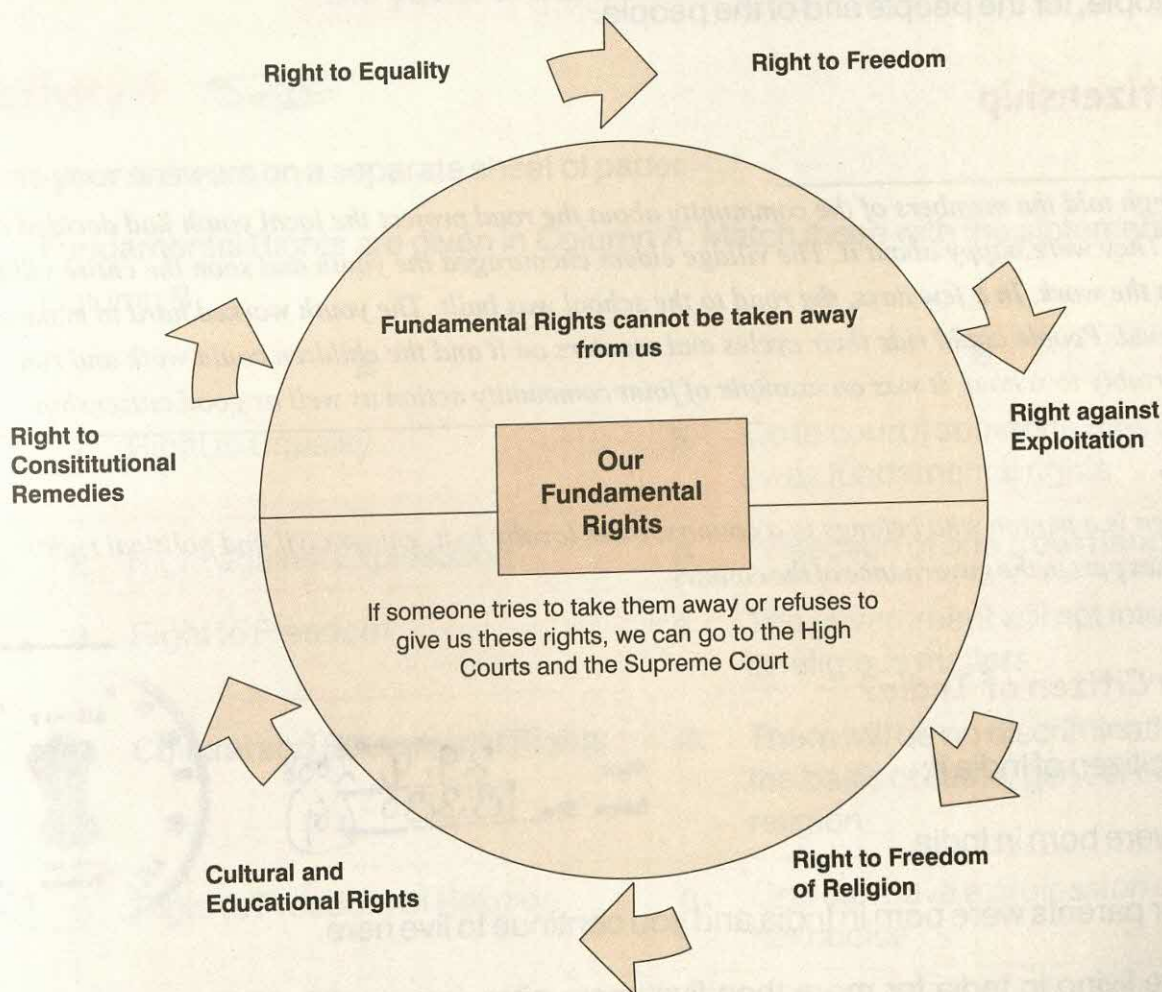 Right to Equality
Right to Freedom
Fundamental Rights cannot be taken away
from us
Right to
Consititutional
Remedies
Right against
Exploitation
Our
Fundamental
Rights
If someone tries to take them away or refuses to
give us these rights, we can go to the High
Courts and the Supreme Court
Cultural and
Educational Rights
Right to Freedom
of Religion